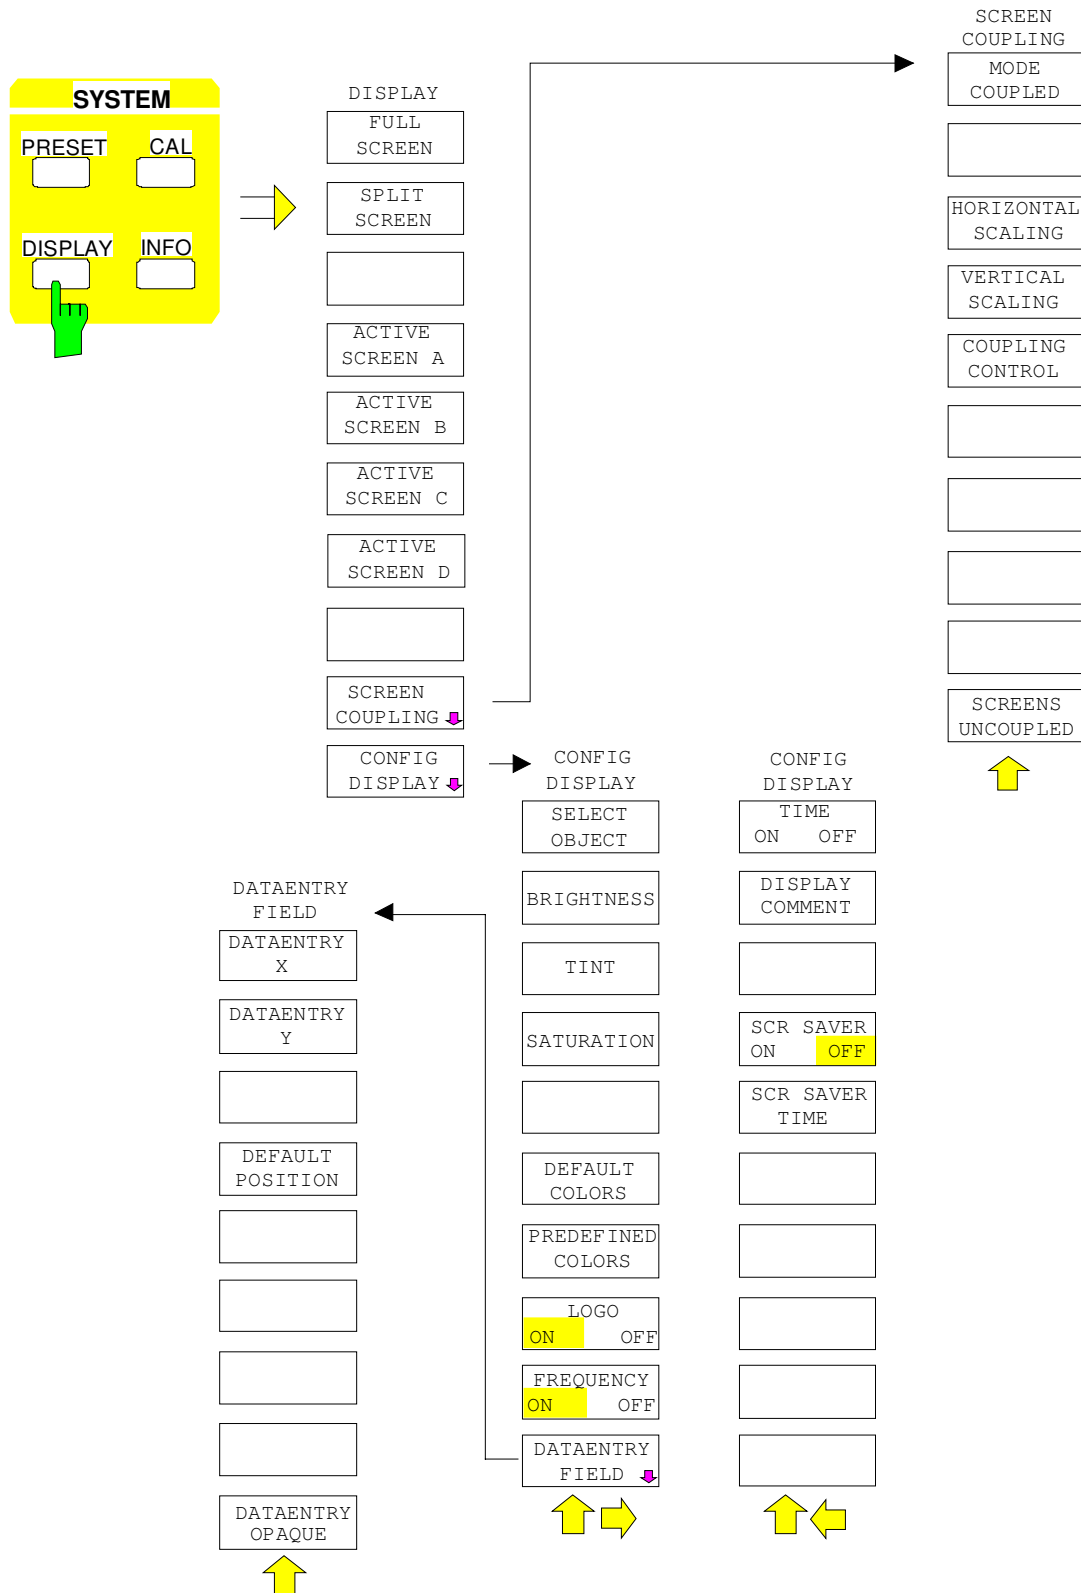 SYSTEM
PRESET CAL
DISPLAY INFO
DISPLAY
FULL
SCREEN
SPLIT
SCREEN
ACTIVE
SCREEN A
ACTIVE
SCREEN B
ACTIVE
SCREEN C
ACTIVE
SCREEN D
SCREEN
COUPLING
CONFIG
DISPLAY
SCREEN
COUPLING
MODE
COUPLED
HORIZONTAL
SCALING
VERTICAL
SCALING
COUPLING
CONTROL
SCREENS
UNCOUPLED
CONFIG
DISPLAY
SELECT
OBJECT
BRIGHTNESS
TINT
SATURATION
DEFAULT
COLORS
PREDEFINED
COLORS
LOGO
ON OFF
FREQUENCY
ON OFF
DATAENTRY
FIELD
CONFIG
DISPLAY
TIME
ON OFF
DISPLAY
COMMENT
SCR SAVER
ON OFF
SCR SAVER
TIME
DATAENTRY
FIELD
DATAENTRY
X
DATAENTRY
Y
DEFAULT
POSITION
DATAENTRY
OPAQUE